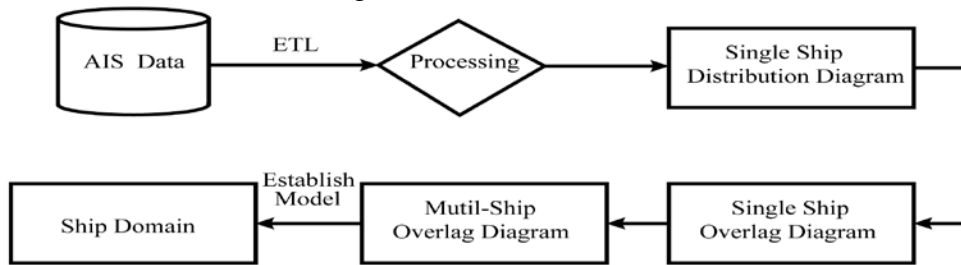 AIS Data
ETL
Processing
Single Ship
Distribution Diagram
Single Ship
Overlag Diagram
Mutil-Ship
Overlag Diagram
Establish
Model
Ship Domain